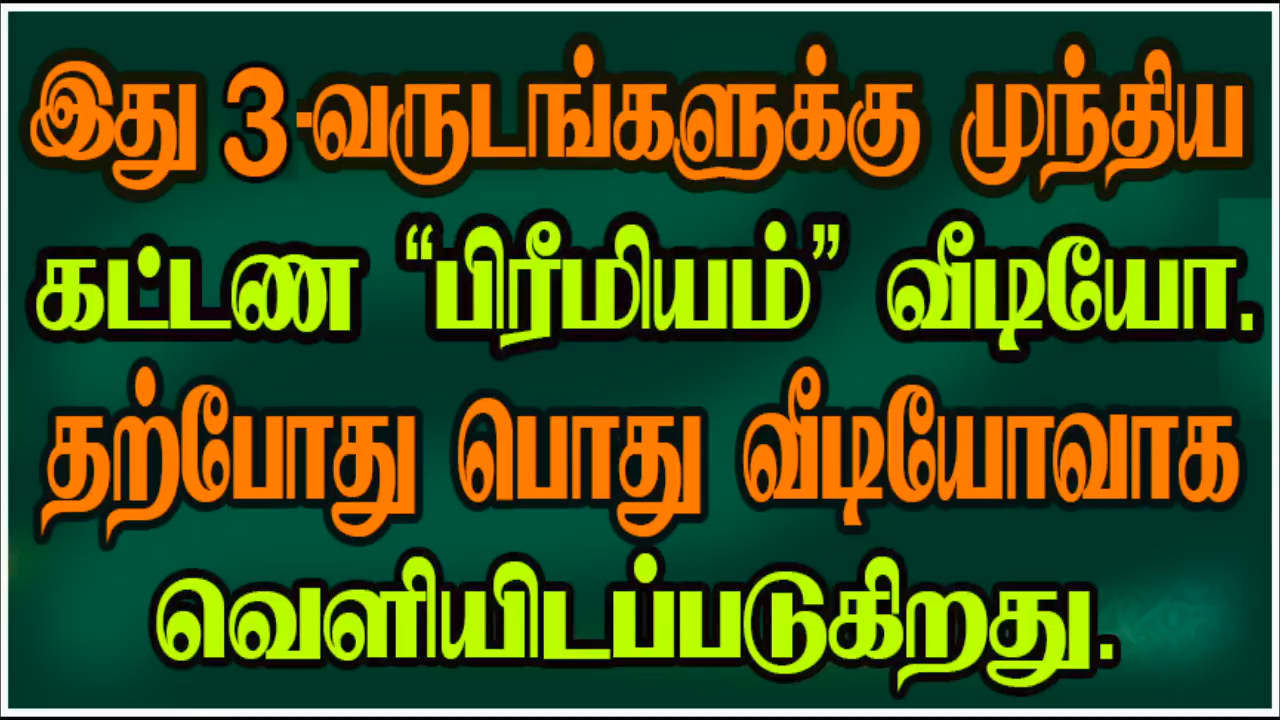 இது 3-வருடங்களுக்கு முந்திய
கட்டண “பிரீமியம்” வீடியோ.
தற்போது பொது வீடியோவாக
வெளியிடப்படுகிறது.